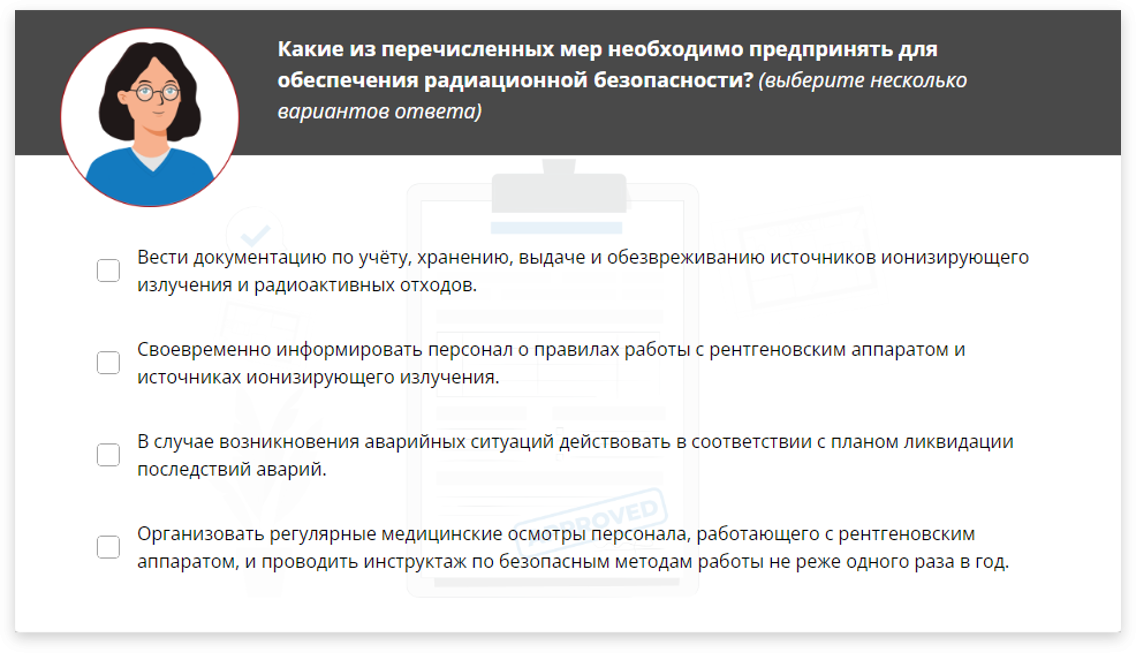 Какие из перечисленных мер необходимо предпринять для
обеспечения радиационной безопасности? (выберите несколько
вариантов ответа)
Вести документацию по учёту, хранению, выдаче и обезвреживанию источников ионизирующего
излучения и радиоактивных отходов.
Своевременно информировать персонал о правилах работы с рентгеновским аппаратом и
источниках ионизирующего излучения.
В случае возникновения аварийных ситуаций действовать в соответствии с планом ликвидации
последствий аварий.
APPROVED
Организовать регулярные медицинские осмотры персонала, работающего с рентгеновским
аппаратом, и проводить инструктаж по безопасным методам работы не реже одного раза в год.